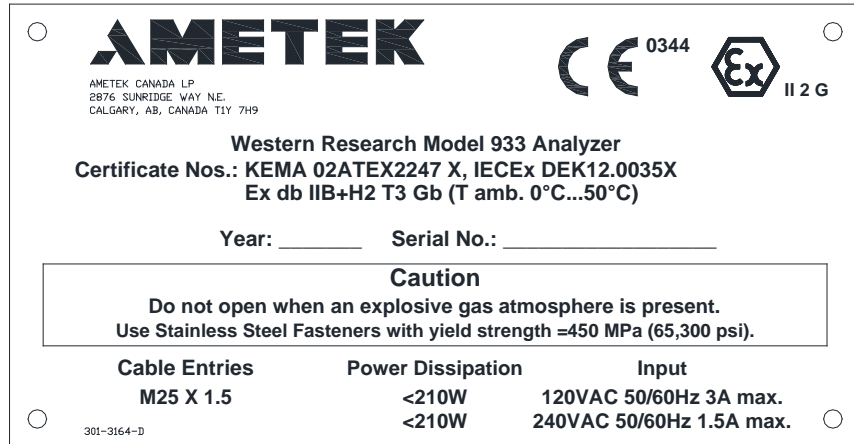 AMETEK
AMETEK CANADA LP
2876 SUNRIDGE WAY N.E.
CALGARY, AB, CANADA T1Y 7H9
CE 0344
Ex II 2 G
Western Research Model 933 Analyzer
Certificate Nos.: KEMA 02ATEX2247 X, IECEx DEK12.0035X
Ex db IIB+H2 T3 Gb (T amb. 0°C...50°C)
Year: _______ Serial No.: __________________
Caution
Do not open when an explosive gas atmosphere is present.
Use Stainless Steel Fasteners with yield strength =450 MPa (65,300 psi).
Cable Entries Power Dissipation Input
M25 X 1.5 <210W 120VAC 50/60Hz 3A max.
<210W 240VAC 50/60Hz 1.5A max.
301-3164-D